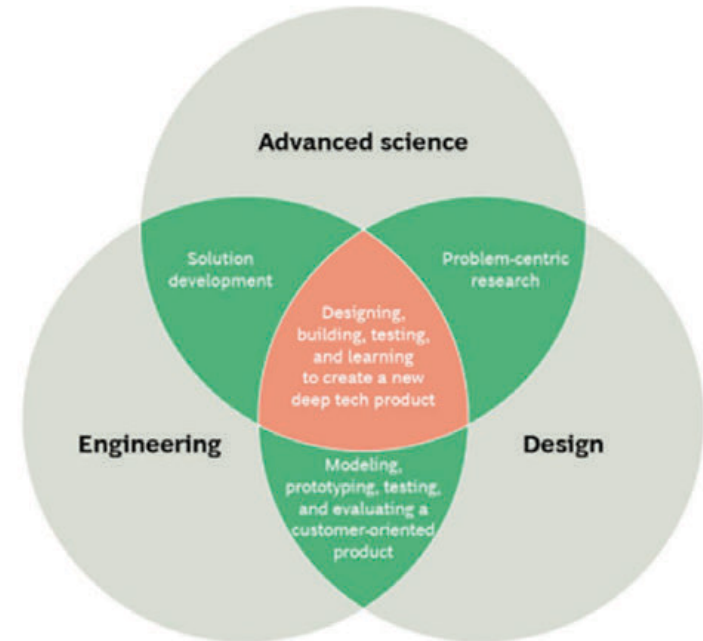 Advanced science
Solution
development
Problem-centric
research
Designing,
building, testing,
and learning
to create a new
deep tech product
Engineering
Design
Modeling,
prototyping, testing,
and evaluating a
customer-oriented
product